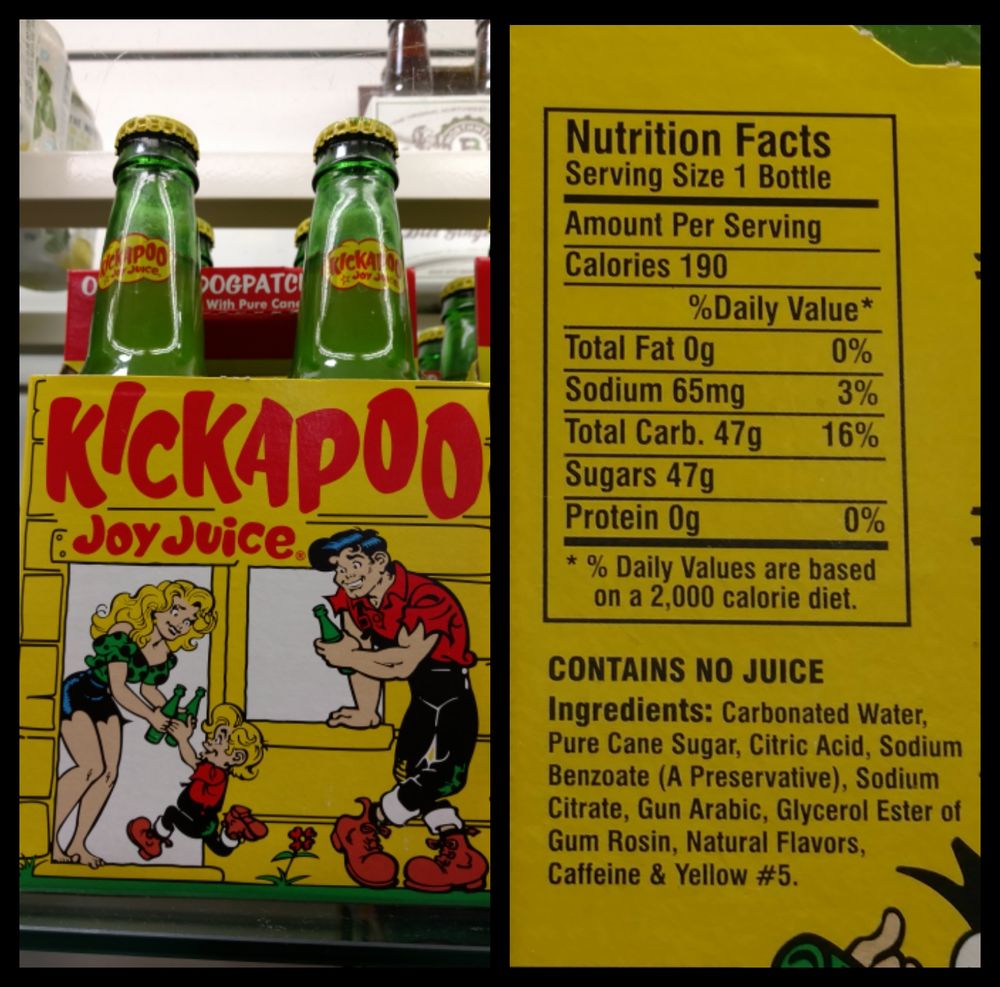 KICKAPOO
JOY JUICE
KICKAPOO
JOY
DOGPATCH
With Pure Cane
KICKAPOO
JOY JUICE®
Nutrition Facts
Serving Size 1 Bottle
Amount Per Serving
Calories 190
%Daily Value*
Total Fat 0g 0%
Sodium 65mg 3%
Total Carb. 47g 16%
Sugars 47g
Protein 0g 0%
* % Daily Values are based
on a 2,000 calorie diet.
CONTAINS NO JUICE
Ingredients: Carbonated Water,
Pure Cane Sugar, Citric Acid, Sodium
Benzoate (A Preservative), Sodium
Citrate, Gun Arabic, Glycerol Ester of
Gum Rosin, Natural Flavors,
Caffeine & Yellow #5.